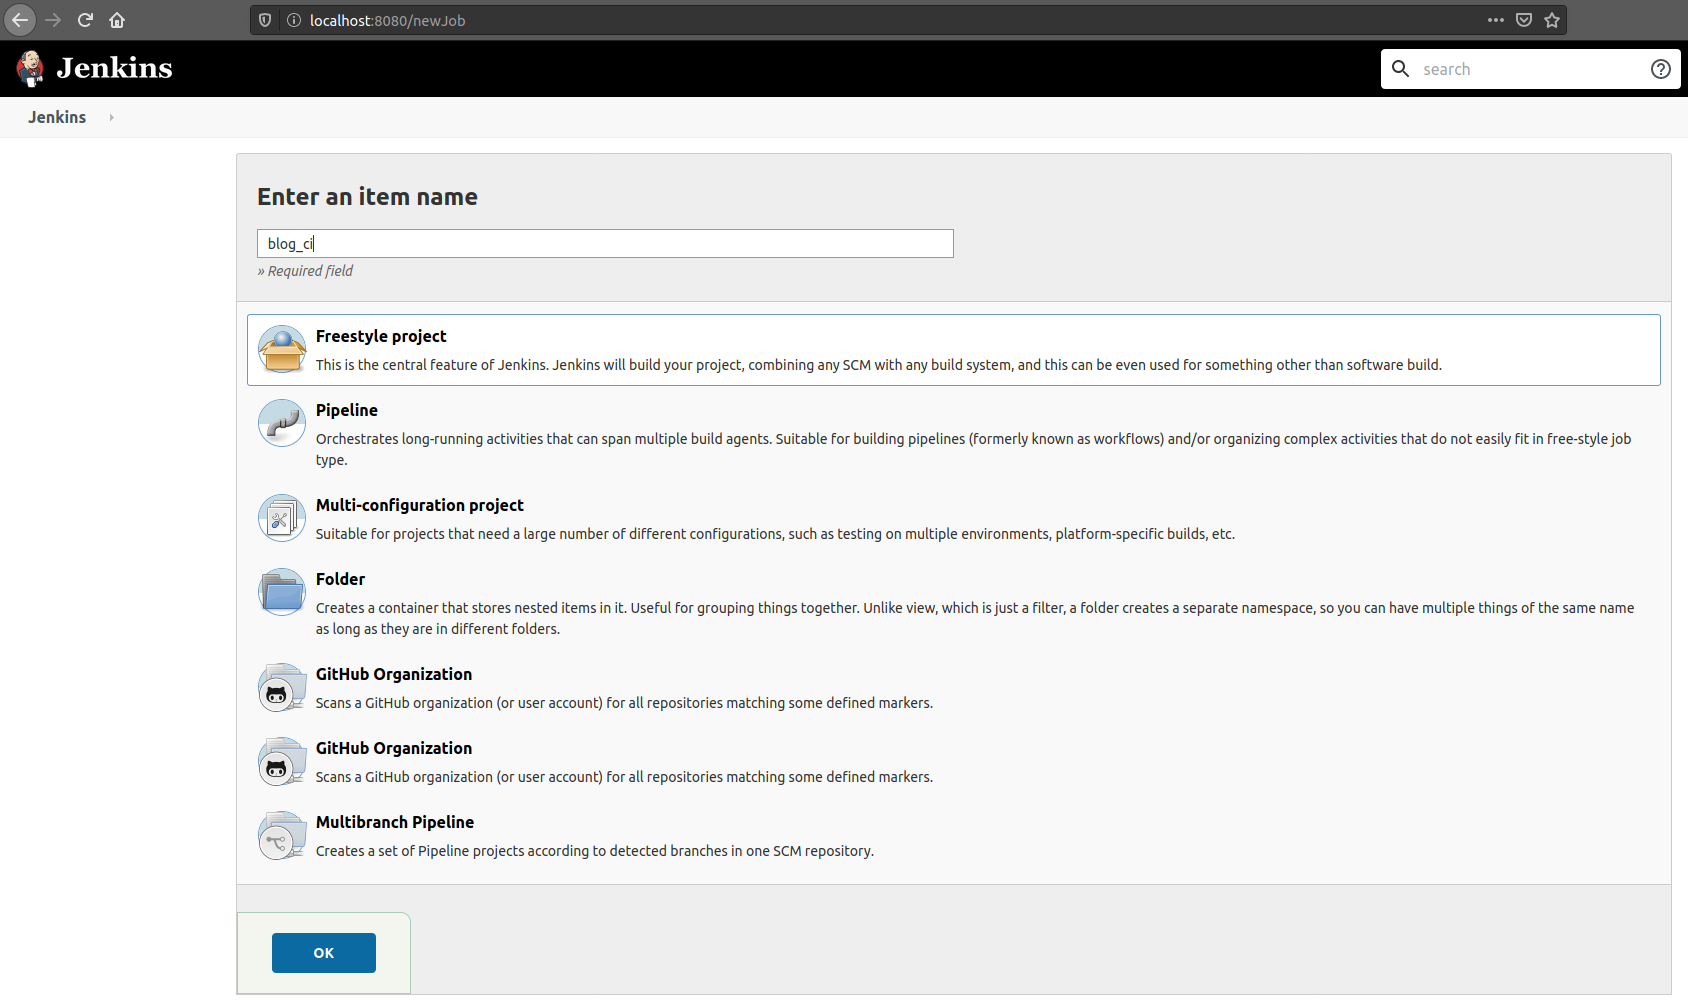 localhost:8080/newJob
Jenkins
search
Jenkins
Enter an item name
blog_ci
» Required field
Freestyle project
This is the central feature of Jenkins. Jenkins will build your project, combining any SCM with any build system, and this can be even used for something other than software build.
Pipeline
Orchestrates long-running activities that can span multiple build agents. Suitable for building pipelines (formerly known as workflows) and/or organizing complex activities that do not easily fit in free-style job
type.
Multi-configuration project
Suitable for projects that need a large number of different configurations, such as testing on multiple environments, platform-specific builds, etc.
Folder
Creates a container that stores nested items in it. Useful for grouping things together. Unlike view, which is just a filter, a folder creates a separate namespace, so you can have multiple things of the same name
as long as they are in different folders.
GitHub Organization
Scans a GitHub organization (or user account) for all repositories matching some defined markers.
GitHub Organization
Scans a GitHub organization (or user account) for all repositories matching some defined markers.
Multibranch Pipeline
Creates a set of Pipeline projects according to detected branches in one SCM repository.
OK